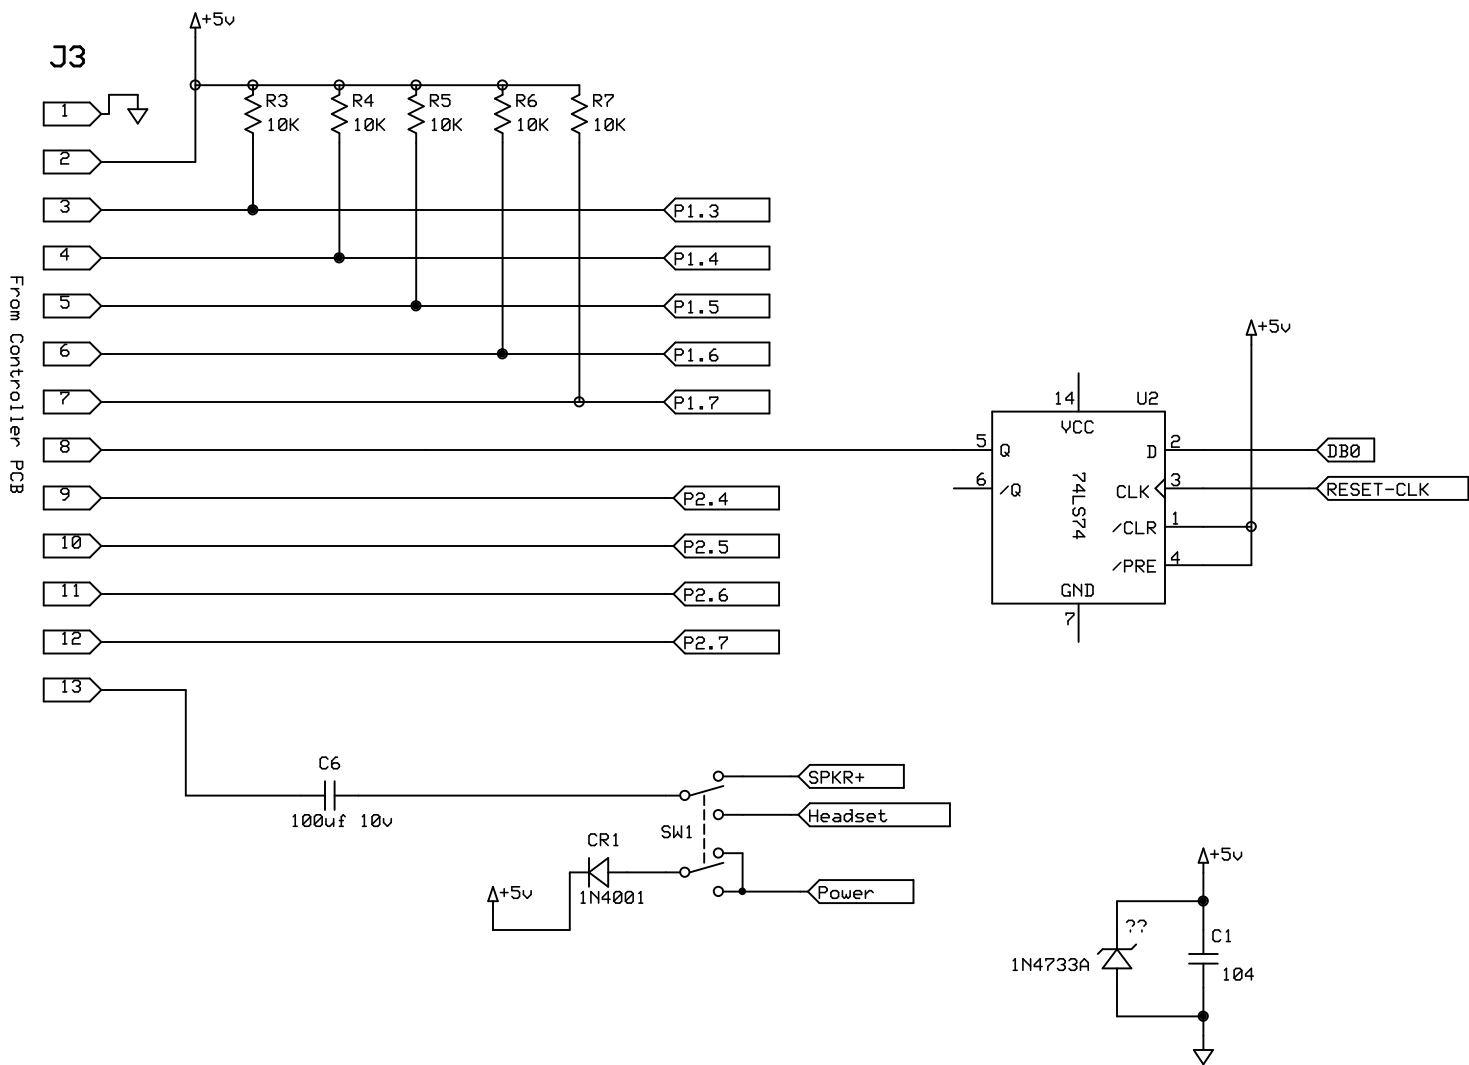 +5v
J3
1
R3
R4
R5
R6
R7
10K
10K
10K
10K
10K
2
3
P1.3
4
P1.4
5
P1.5
6
P1.6
7
P1.7
8
9
P2.4
10
P2.5
11
P2.6
12
P2.7
13
From Controller PCB
+5v
14
U2
VCC
5
Q
D
2
DB0
6
/Q
CLK
3
RESET-CLK
74LS74
/CLR
1
/PRE
4
GND
7
C6
100uf 10v
SPKR+
Headset
SW1
CR1
1N4001
+5v
Power
+5v
??
C1
1N4733A
104